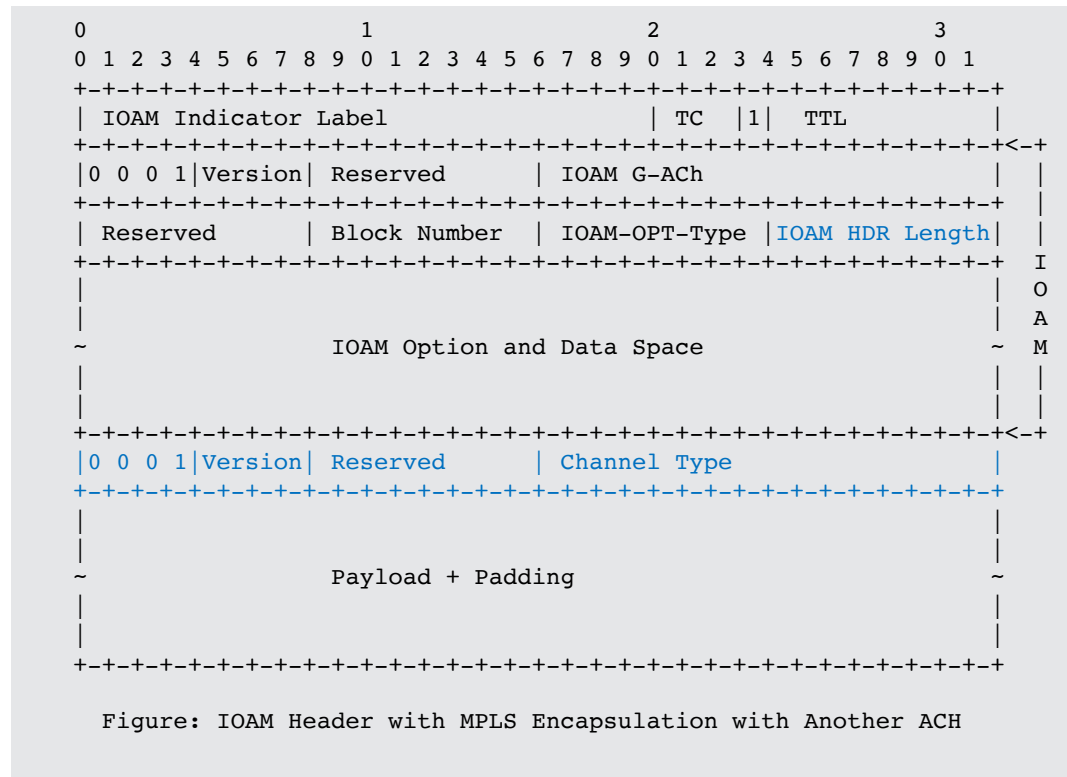 0                   1                   2                   3
0 1 2 3 4 5 6 7 8 9 0 1 2 3 4 5 6 7 8 9 0 1 2 3 4 5 6 7 8 9 0 1
+-+-+-+-+-+-+-+-+-+-+-+-+-+-+-+-+-+-+-+-+-+-+-+-+-+-+-+-+-+-+-+-+
| IOAM Indicator Label                  | TC  |1|  TTL          |
+-+-+-+-+-+-+-+-+-+-+-+-+-+-+-+-+-+-+-+-+-+-+-+-+-+-+-+-+-+-+-+-+<-+
|0 0 0 1|Version| Reserved      | IOAM G-ACh                    |  |
+-+-+-+-+-+-+-+-+-+-+-+-+-+-+-+-+-+-+-+-+-+-+-+-+-+-+-+-+-+-+-+-+  |
| Reserved      | Block Number  | IOAM-OPT-Type |IOAM HDR Length|  |
+-+-+-+-+-+-+-+-+-+-+-+-+-+-+-+-+-+-+-+-+-+-+-+-+-+-+-+-+-+-+-+-+  I
|                                                               |  O
|                                                               |  A
~                 IOAM Option and Data Space                    ~  M
|                                                               |  |
|                                                               |  |
+-+-+-+-+-+-+-+-+-+-+-+-+-+-+-+-+-+-+-+-+-+-+-+-+-+-+-+-+-+-+-+-+<-+
|0 0 0 1|Version| Reserved      | Channel Type                  |
+-+-+-+-+-+-+-+-+-+-+-+-+-+-+-+-+-+-+-+-+-+-+-+-+-+-+-+-+-+-+-+-+
|                                                               |
|                                                               |
~                 Payload + Padding                             ~
|                                                               |
|                                                               |
+-+-+-+-+-+-+-+-+-+-+-+-+-+-+-+-+-+-+-+-+-+-+-+-+-+-+-+-+-+-+-+-+
Figure: IOAM Header with MPLS Encapsulation with Another ACH